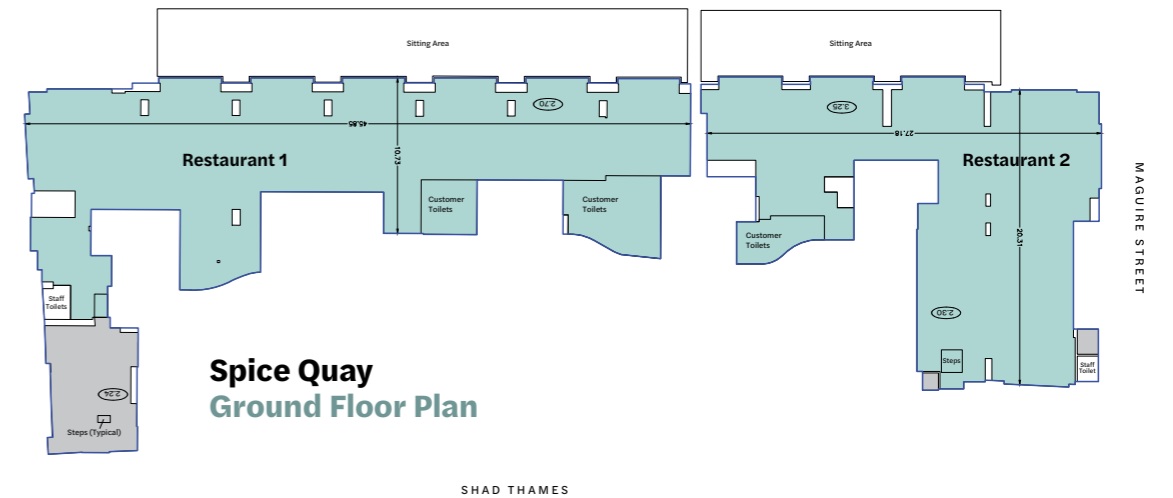 Sitting Area
Sitting Area
2.70
3.25
45.85
27.18
10.73
Restaurant 1
Restaurant 2
Customer
Toilets
Customer
Toilets
Customer
Toilets
20.31
MAGUIRE STREET
Staff
Toilets
2.30
Steps
Staff
Toilet
Spice Quay
Ground Floor Plan
2.24
Steps (Typical)
SHAD THAMES